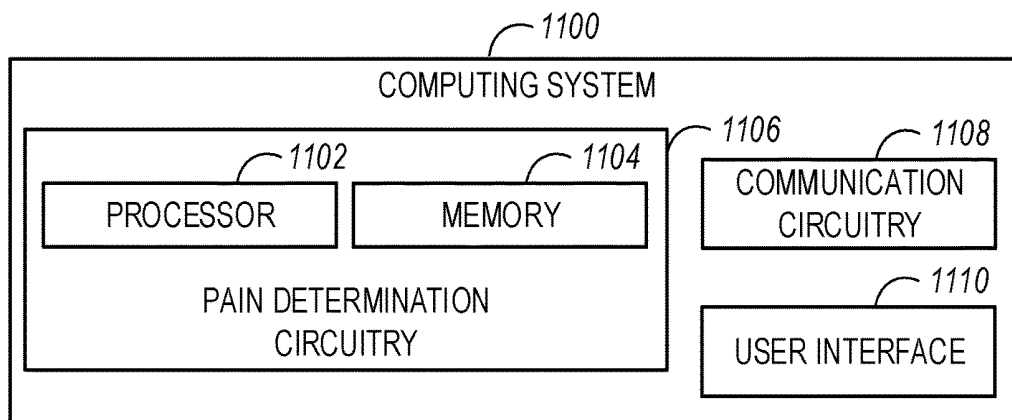 1100
COMPUTING SYSTEM
1106
1102
1104
1108
PROCESSOR
MEMORY
COMMUNICATION
CIRCUITRY
PAIN DETERMINATION
CIRCUITRY
1110
USER INTERFACE